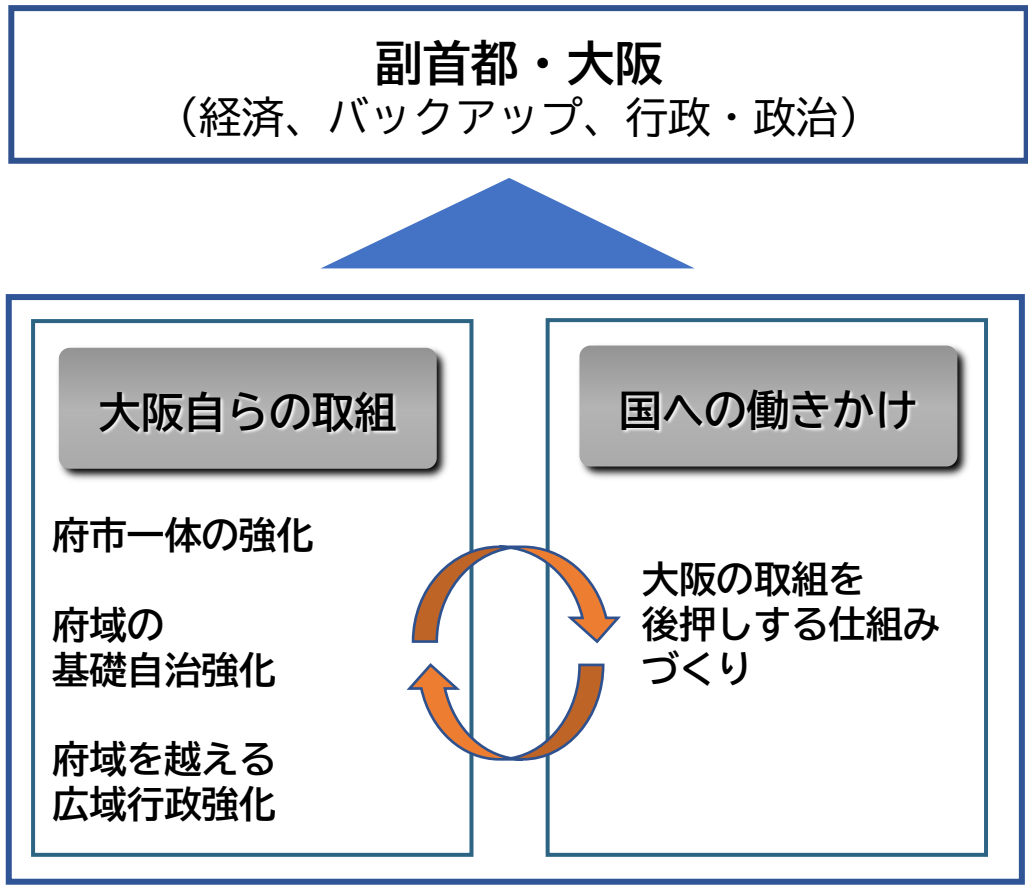 副首都・大阪
（経済、バックアップ、行政・政治）
大阪自らの取組
府市一体の強化
府域の
基礎自治強化
府域を越える
広域行政強化
国への働きかけ
大阪の取組を
後押しする仕組み
づくり